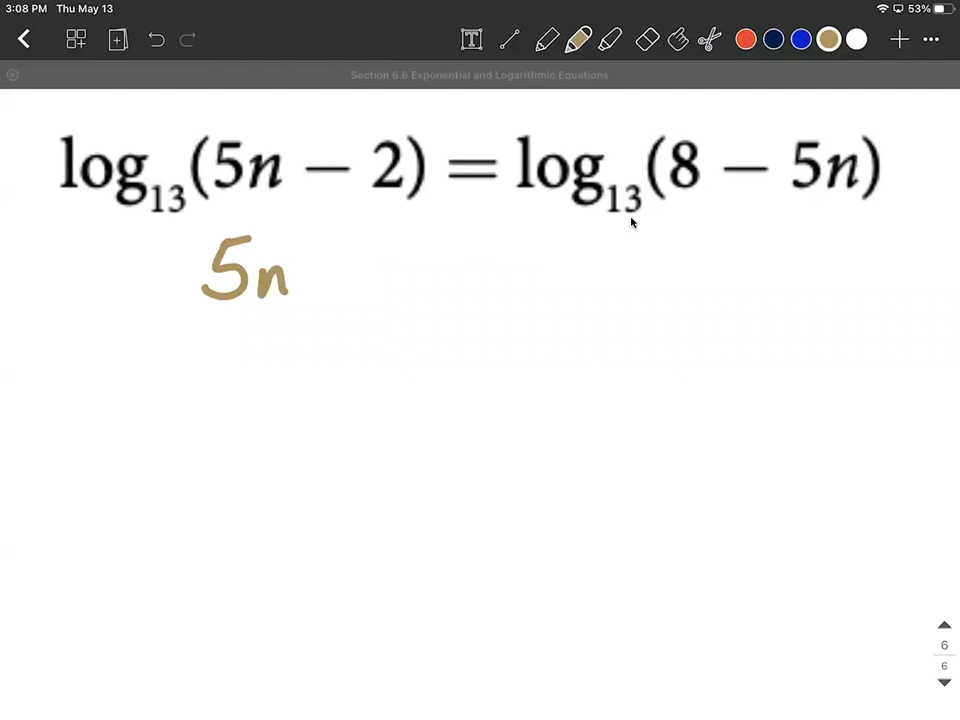 3:08 PM Thu May 13 53%
T
Section 6.6 Exponential and Logarithmic Equations
log₁₃(5n − 2) = log₁₃(8 − 5n)
5n
6
6